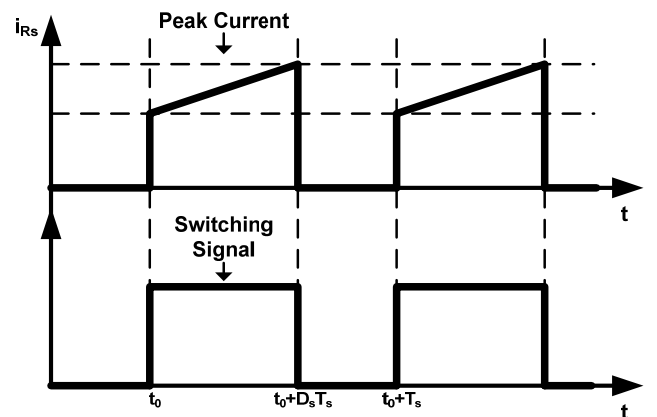 iRs
Peak Current
t
Switching
Signal
t0
t0+DsTs
t0+Ts
t